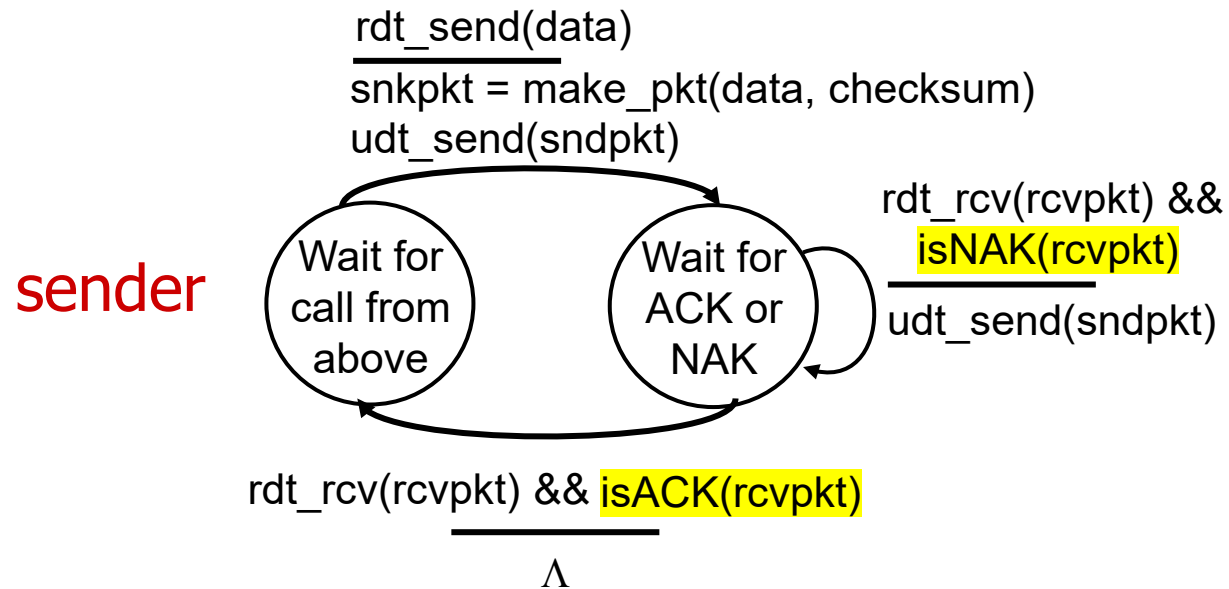 rdt_send(data)
snkpkt = make_pkt(data, checksum)
udt_send(sndpkt)
sender
Wait for
call from
above
Wait for
ACK or
NAK
rdt_rcv(rcvpkt) &&
isNAK(rcvpkt)
udt_send(sndpkt)
rdt_rcv(rcvpkt) && isACK(rcvpkt)
Λ